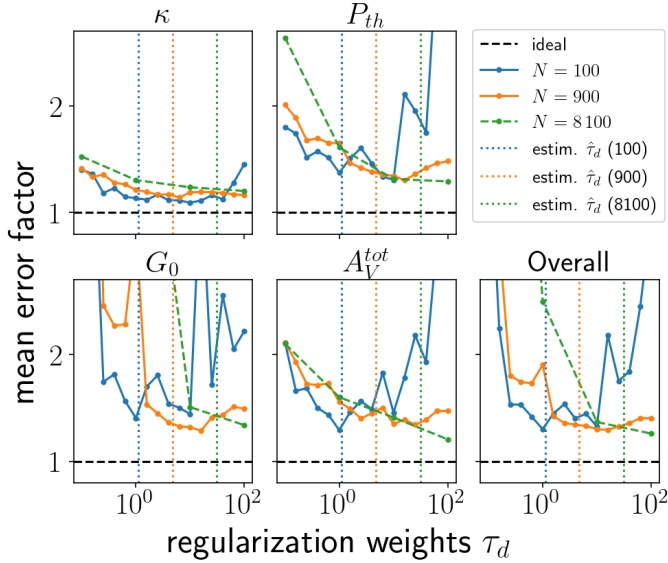 κ
P_{th}
ideal
N = 100
N = 900
N = 8 100
estim. τ̂_d (100)
estim. τ̂_d (900)
estim. τ̂_d (8100)
2
1
G_0
A_V^{tot}
Overall
2
1
10^0 10^2
10^0 10^2
10^0 10^2
mean error factor
regularization weights τ_d